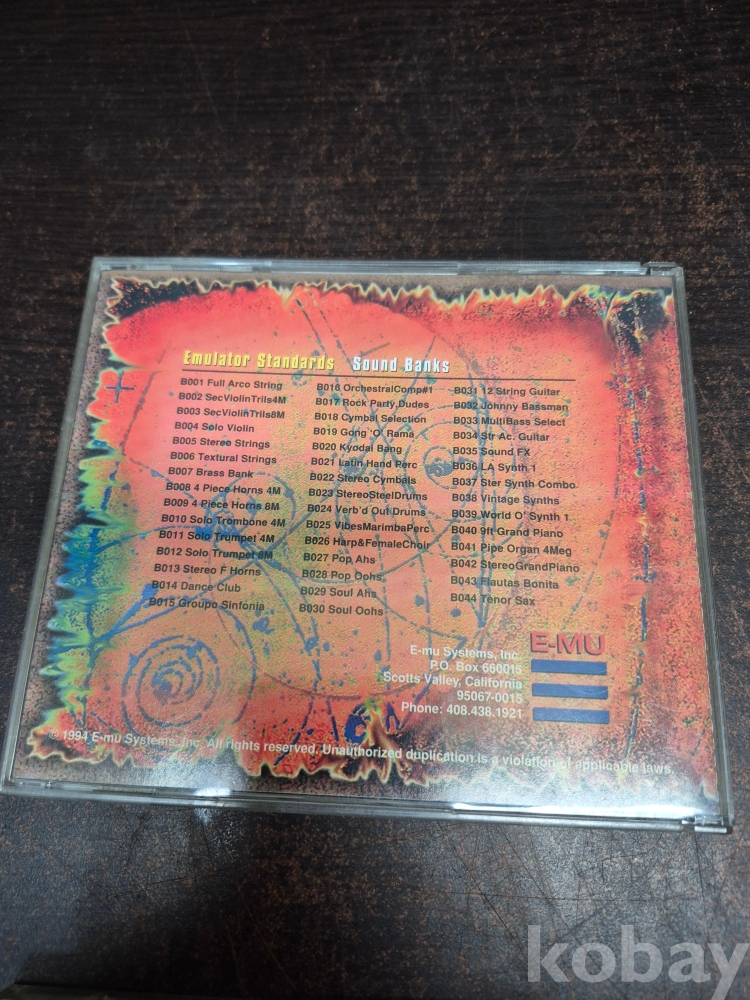 Emulator Standards Sound Banks
B001 Full Arco String
B002 SecViolinTrils4M
B003 SecViolinTrils8M
B004 Solo Violin
B005 Stereo Strings
B006 Textural Strings
B007 Brass Bank
B008 4 Piece Horns 4M
B009 4 Piece Horns 8M
B010 Solo Trombone 4M
B011 Solo Trumpet 4M
B012 Solo Trumpet 8M
B013 Stereo F Horns
B014 Dance Club
B015 Groupo Sinfonia
B016 OrchestralComp#1
B017 Rock Party Dudes
B018 Cymbal Selection
B019 Gong 'O' Rama
B020 Kyodai Bang
B021 Latin Hand Perc
B022 Stereo Cymbals
B023 StereoSteelDrums
B024 Verb'd Out Drums
B025 VibesMarimbaPerc
B026 Harp&FemaleChoir
B027 Pop Ahs
B028 Pop Oohs
B029 Soul Ahs
B030 Soul Oohs
B031 12 String Guitar
B032 Johnny Bassman
B033 MultiBass Select
B034 Str Ac. Guitar
B035 Sound FX
B036 LA Synth 1
B037 Ster Synth Combo
B038 Vintage Synths
B039 World O' Synth 1
B040 9ft Grand Piano
B041 Pipe Organ 4Meg
B042 StereoGrandPiano
B043 Flautas Bonita
B044 Tenor Sax
E-mu Systems, Inc.
P.O. Box 660015
Scotts Valley, California
95067-0015
Phone: 408.438.1921
E-MU
© 1994 E-mu Systems, Inc. All rights reserved. Unauthorized duplication is a violation of applicable laws.
kobay